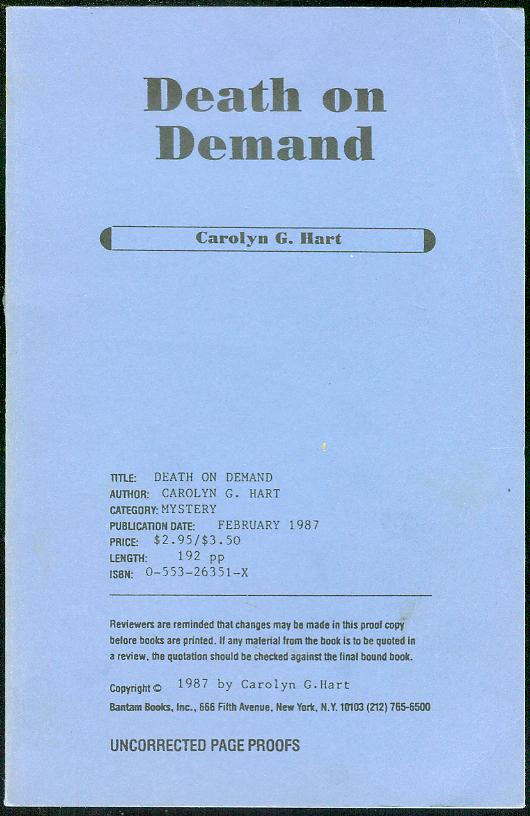 Death on
Demand
Carolyn G. Hart
TITLE: DEATH ON DEMAND
AUTHOR: CAROLYN G. HART
CATEGORY: MYSTERY
PUBLICATION DATE: FEBRUARY 1987
PRICE: $2.95/$3.50
LENGTH: 192 pp
ISBN: 0-553-26351-X
Reviewers are reminded that changes may be made in this proof copy
before books are printed. If any material from the book is to be quoted in
a review, the quotation should be checked against the final bound book.
Copyright © 1987 by Carolyn G.Hart
Bantam Books, Inc., 666 Fifth Avenue, New York, N.Y. 10103 (212) 765-6500
UNCORRECTED PAGE PROOFS